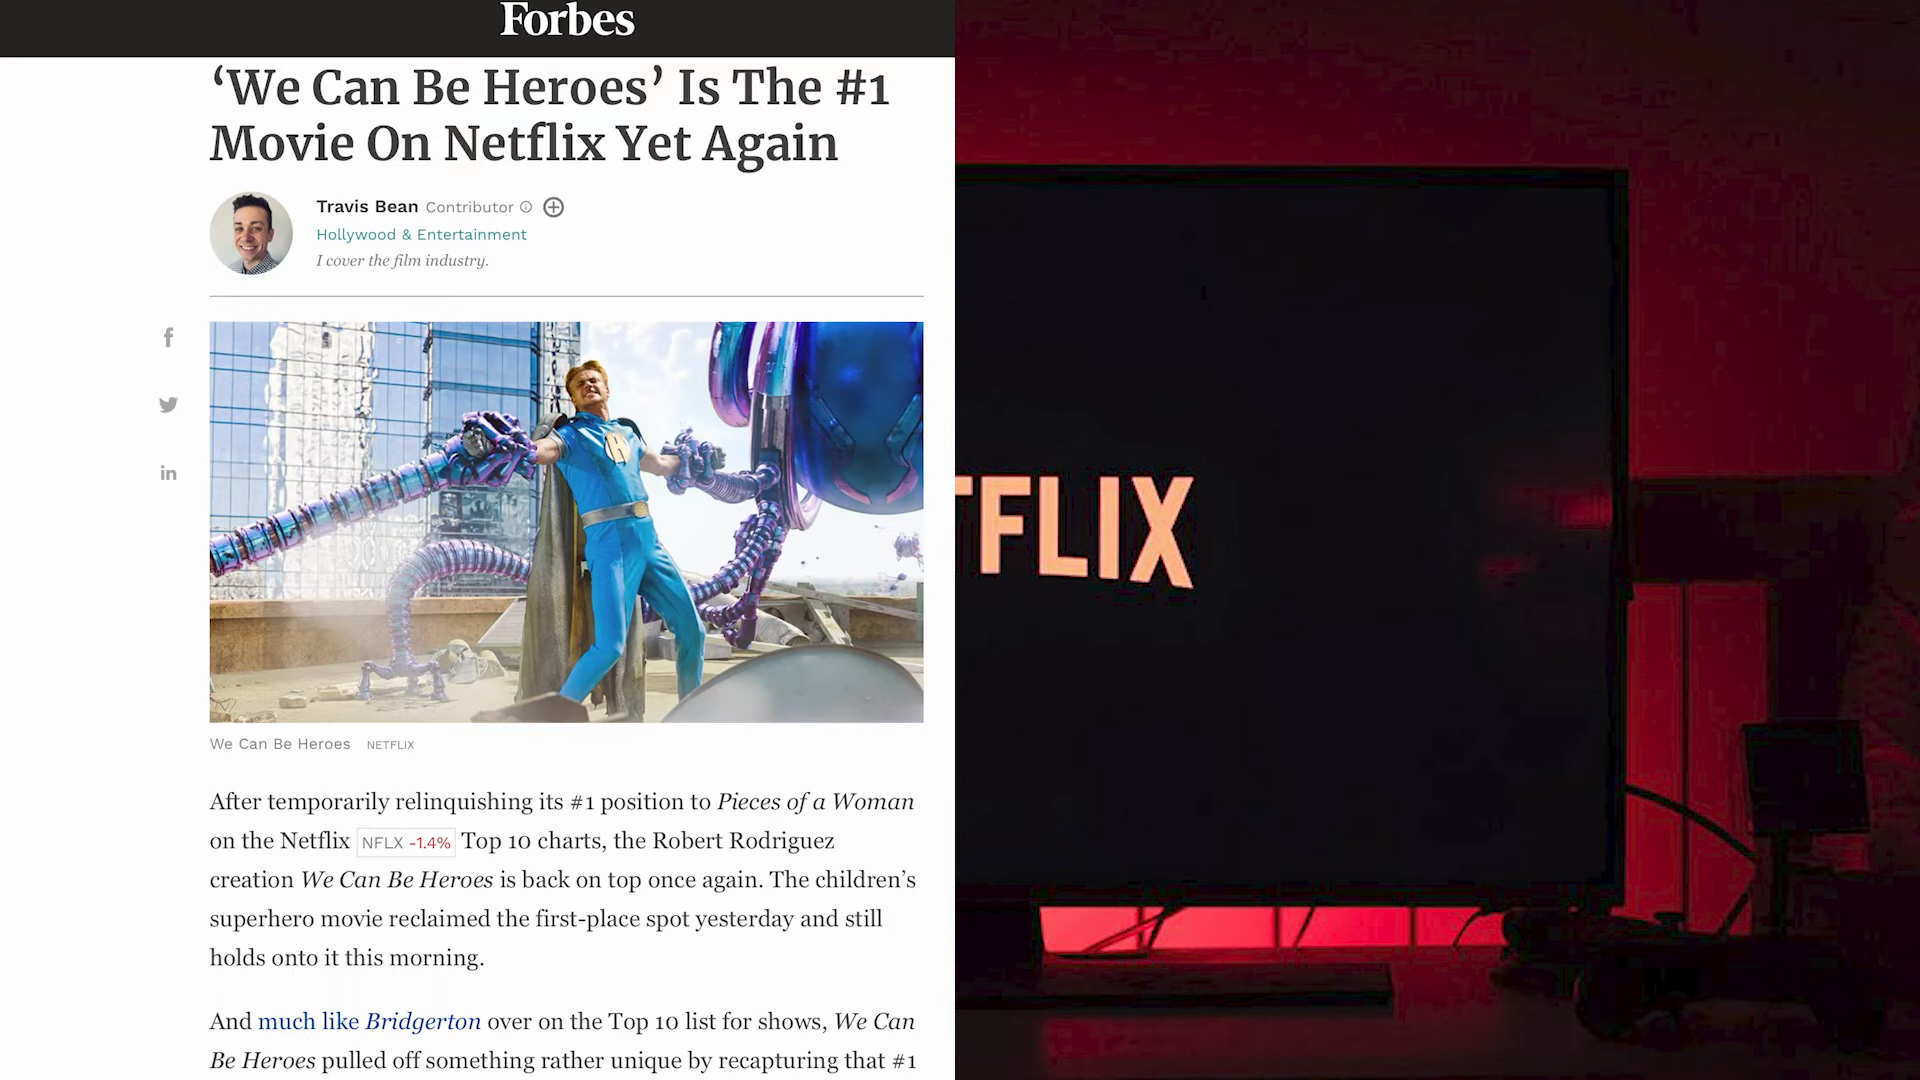 Forbes
‘We Can Be Heroes’ Is The #1
Movie On Netflix Yet Again
Travis Bean Contributor
Hollywood & Entertainment
I cover the film industry.
f
in
H
We Can Be Heroes NETFLIX
After temporarily relinquishing its #1 position to Pieces of a Woman
on the Netflix NFLX -1.4% Top 10 charts, the Robert Rodriguez
creation We Can Be Heroes is back on top once again. The children’s
superhero movie reclaimed the first-place spot yesterday and still
holds onto it this morning.
And much like Bridgerton over on the Top 10 list for shows, We Can
Be Heroes pulled off something rather unique by recapturing that #1
TFLIX